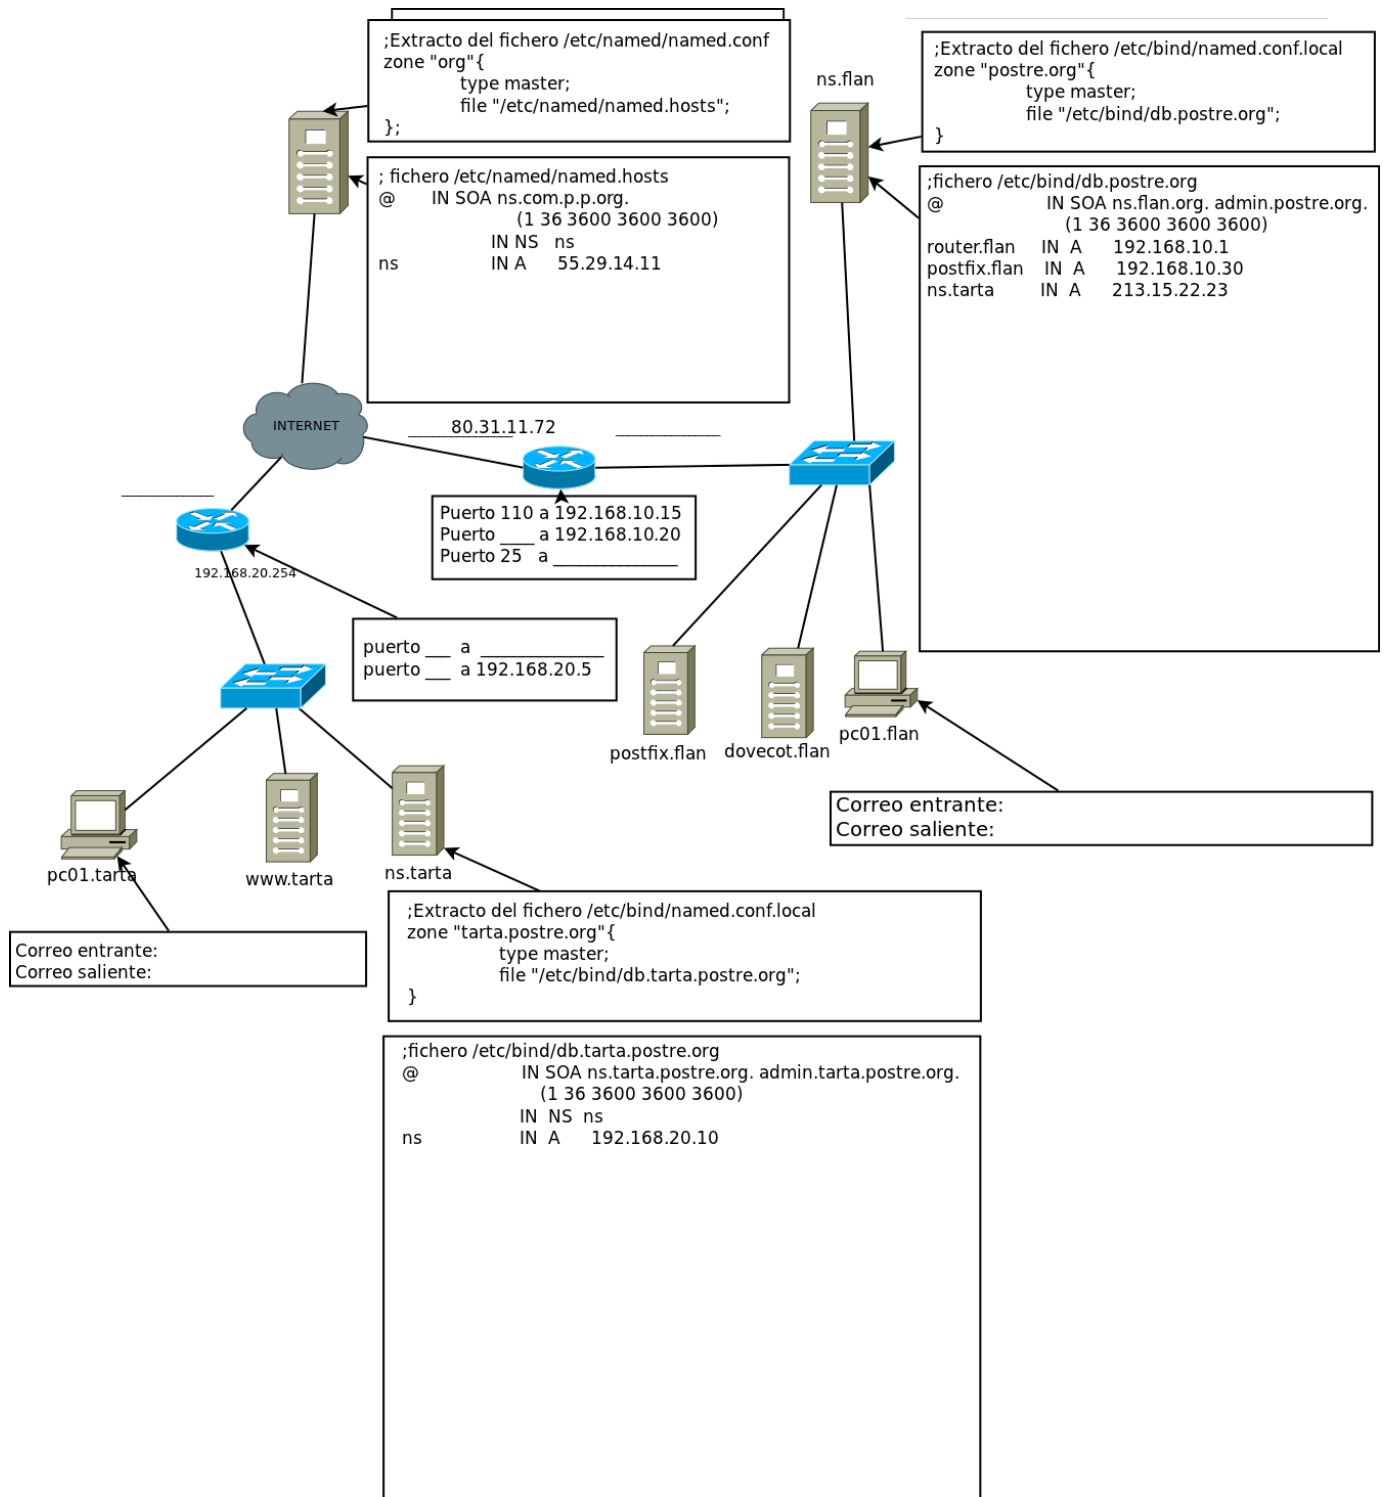 ;Extracto del fichero /etc/named/named.conf
zone "org"{
type master;
file "/etc/named/named.hosts";
};
; fichero /etc/named/named.hosts
@ IN SOA ns.com.p.p.org.
(1 36 3600 3600 3600)
IN NS ns
ns IN A 55.29.14.11
ns.flan
;Extracto del fichero /etc/bind/named.conf.local
zone "postre.org"{
type master;
file "/etc/bind/db.postre.org";
}
;fichero /etc/bind/db.postre.org
@ IN SOA ns.flan.org. admin.postre.org.
(1 36 3600 3600 3600)
router.flan IN A 192.168.10.1
postfix.flan IN A 192.168.10.30
ns.tarta IN A 213.15.22.23
INTERNET
80.31.11.72
Puerto 110 a 192.168.10.15
Puerto ____ a 192.168.10.20
Puerto 25 a _______________
192.168.20.254
puerto ___ a _______________
puerto ___ a 192.168.20.5
postfix.flan
dovecot.flan
pc01.flan
Correo entrante:
Correo saliente:
pc01.tarta
www.tarta
ns.tarta
Correo entrante:
Correo saliente:
;Extracto del fichero /etc/bind/named.conf.local
zone "tarta.postre.org"{
type master;
file "/etc/bind/db.tarta.postre.org";
}
;fichero /etc/bind/db.tarta.postre.org
@ IN SOA ns.tarta.postre.org. admin.tarta.postre.org.
(1 36 3600 3600 3600)
IN NS ns
ns IN A 192.168.20.10